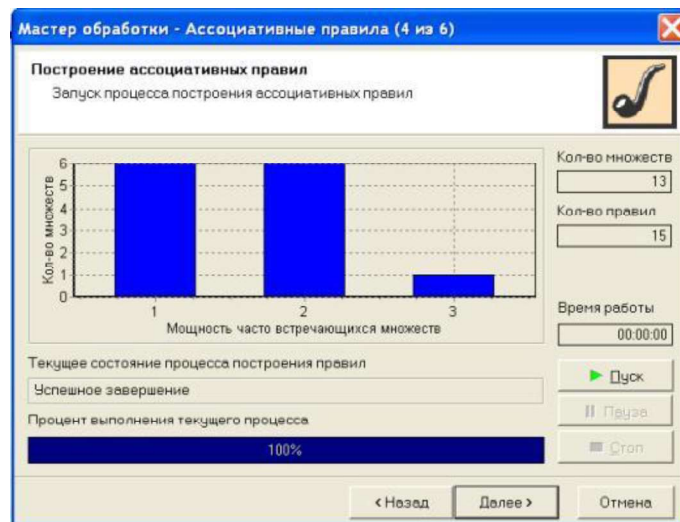 Мастер обработки - Ассоциативные правила (4 из 6)
Построение ассоциативных правил
Запуск процесса построения ассоциативных правил
Кол-во множеств
6
5
4
3
2
1
0
1
2
3
Мощность часто встречающихся множеств
Кол-во множеств
13
Кол-во правил
15
Время работы
00:00:00
Текущее состояние процесса построения правил
Успешное завершение
Процент выполнения текущего процесса
100%
Пуск
Пауза
Стоп
< Назад
Далее >
Отмена